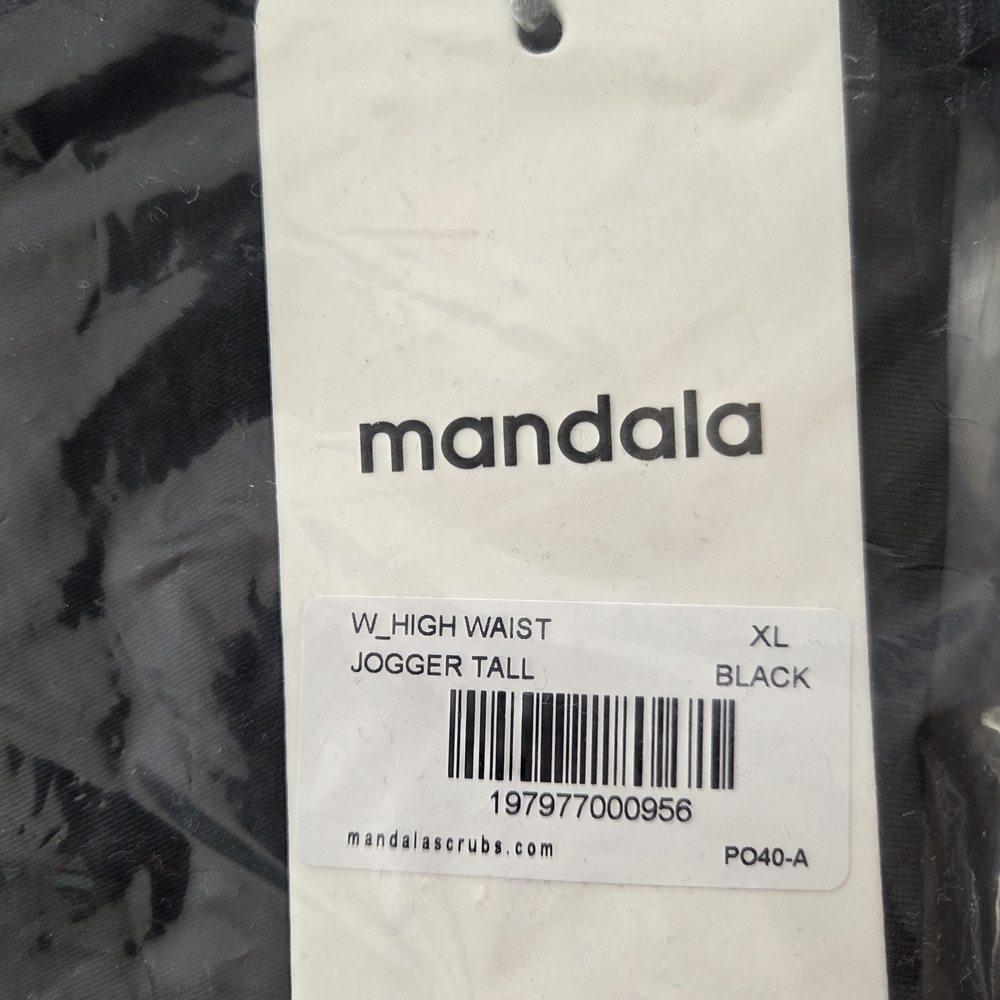 mandala
W_HIGH WAIST
JOGGER TALL
XL
BLACK
197977000956
mandalascrubs.com
PO40-A